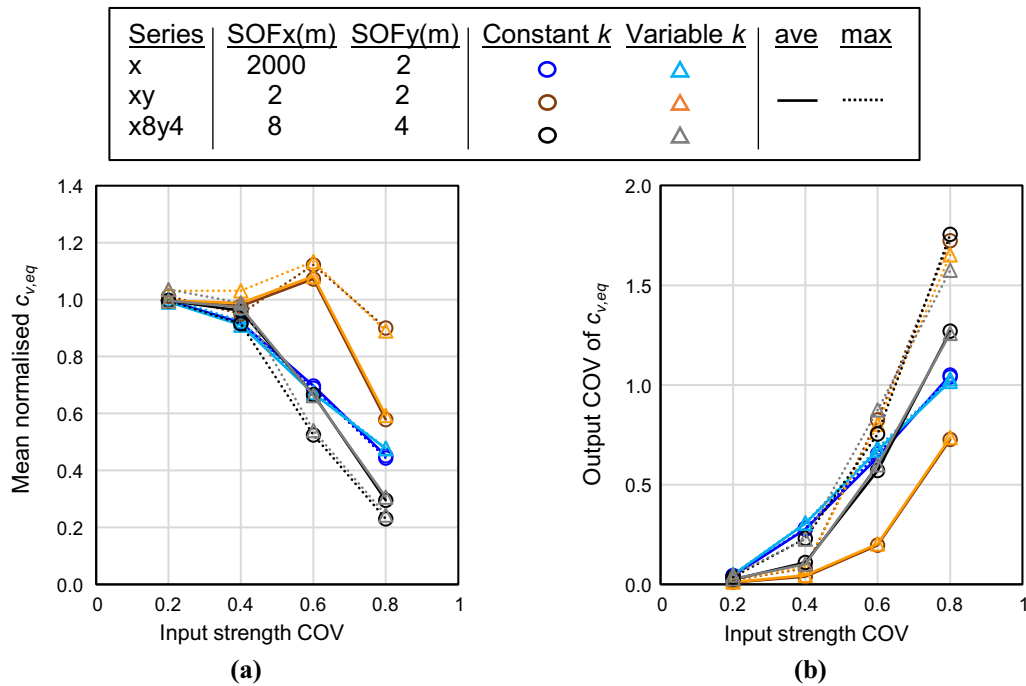 Series SOFx(m) SOFy(m) Constant k Variable k ave max
x 2000 2
xy 2 2
x8y4 8 4
1.4
1.2
1.0
0.8
0.6
0.4
0.2
0.0
0 0.2 0.4 0.6 0.8 1
Mean normalised c_{v,eq}
Input strength COV
(a)
2.0
1.5
1.0
0.5
0.0
0 0.2 0.4 0.6 0.8 1
Output COV of c_{v,eq}
Input strength COV
(b)